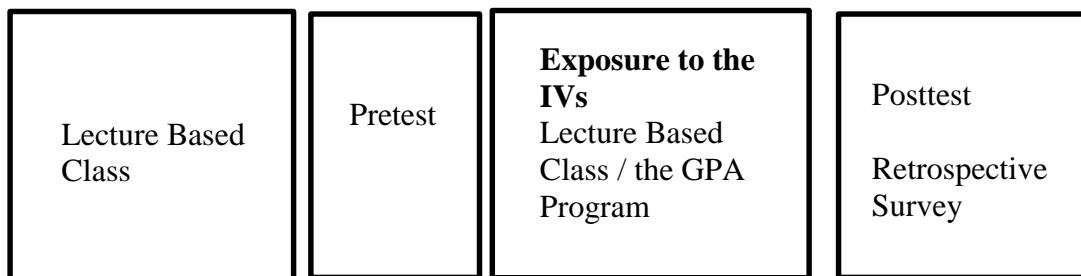 Lecture Based
Class
Pretest
Exposure to the
IVs
Lecture Based
Class / the GPA
Program
Posttest
Retrospective
Survey